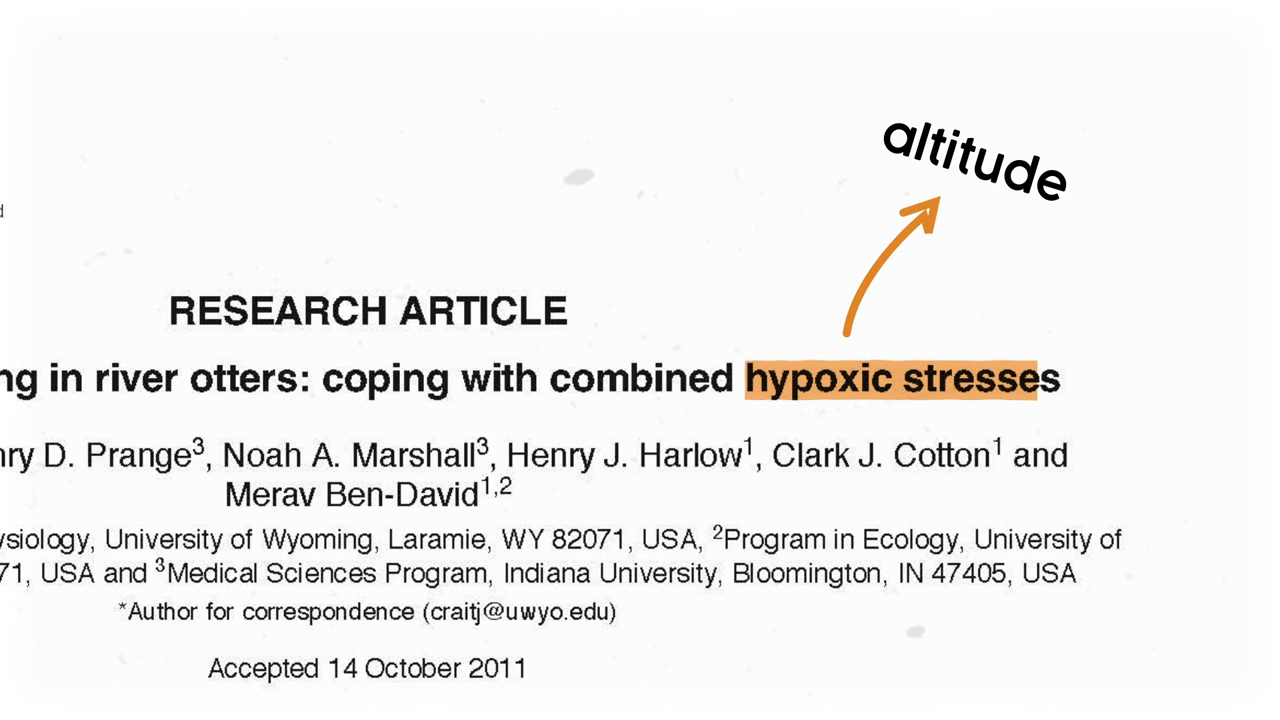 altitude
d
RESEARCH ARTICLE
ng in river otters: coping with combined hypoxic stresses
nry D. Prange3, Noah A. Marshall3, Henry J. Harlow1, Clark J. Cotton1 and
Merav Ben-David1,2
ysiology, University of Wyoming, Laramie, WY 82071, USA, 2Program in Ecology, University of
71, USA and 3Medical Sciences Program, Indiana University, Bloomington, IN 47405, USA
*Author for correspondence (craitj@uwyo.edu)
Accepted 14 October 2011